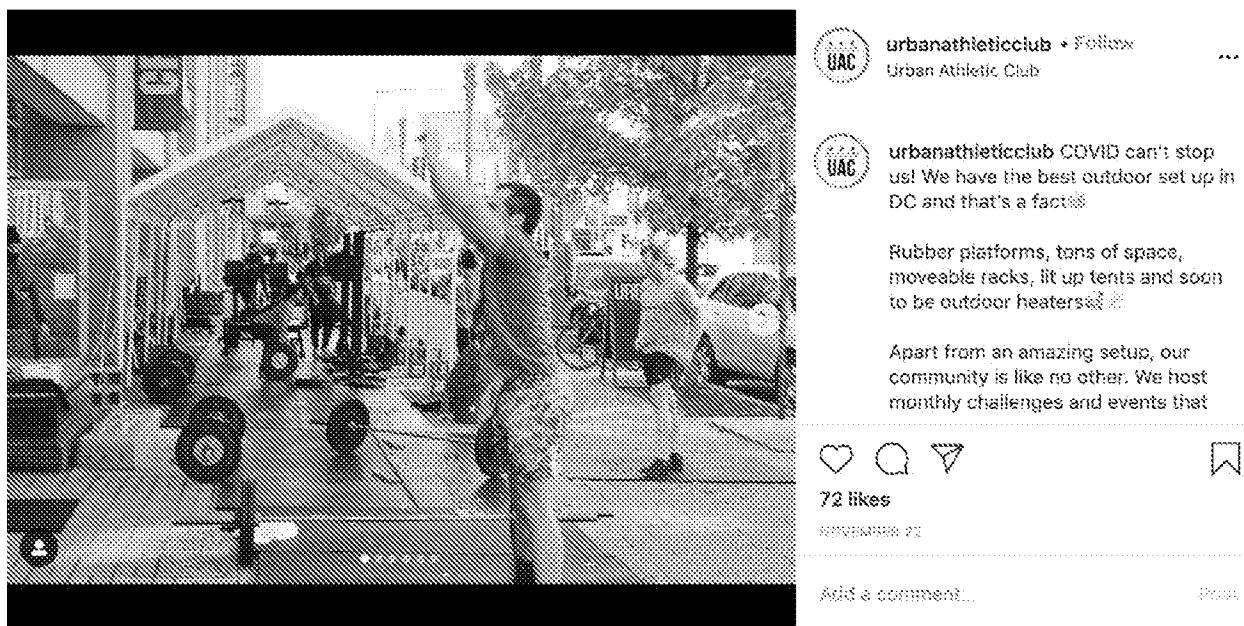 UAC
urbanathleticclub • Follow
Urban Athletic Club
UAC
urbanathleticclub COVID can't stop
us! We have the best outdoor set up in
DC and that's a fact
Rubber platforms, tons of space,
moveable racks, lit up tents and soon
to be outdoor heaters
Apart from an amazing setup, our
community is like no other. We host
monthly challenges and events that
72 likes
NOVEMBER 22
Add a comment...
Post